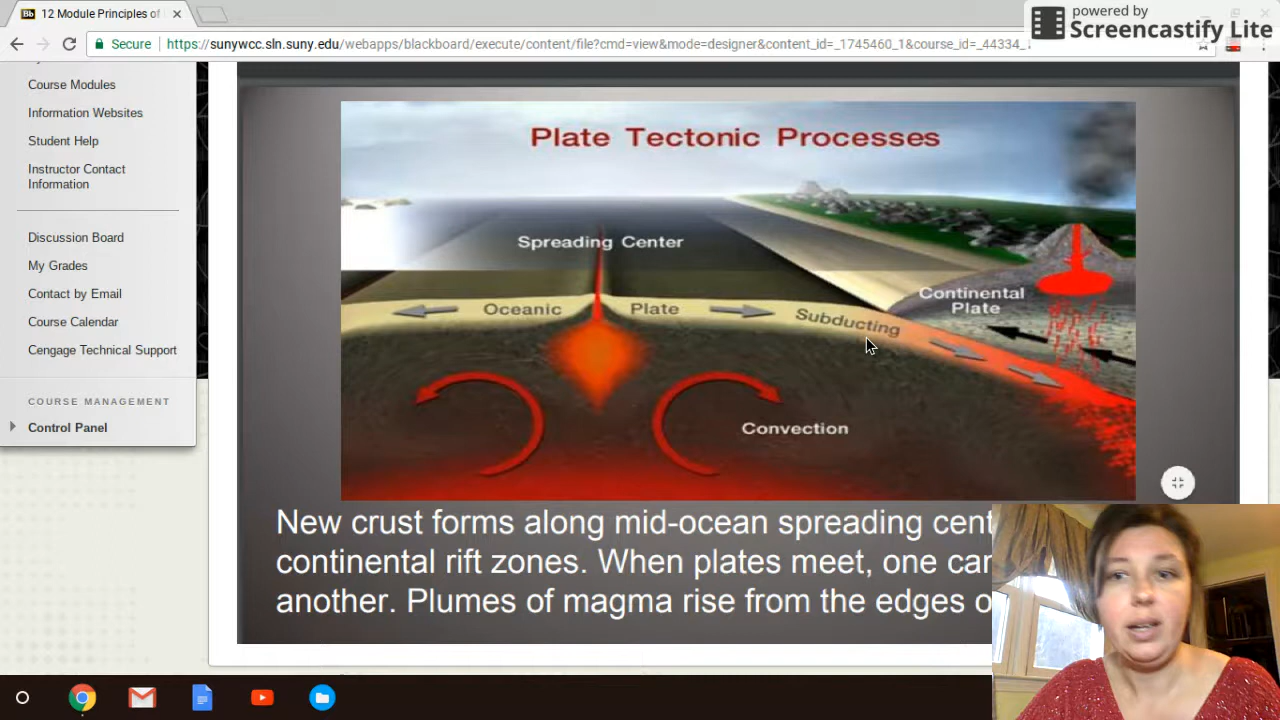 12 Module Principles of
powered by
Screencastify Lite
Secure
https://sunywcc.sln.suny.edu/webapps/blackboard/execute/content/file?cmd=view&mode=designer&content_id=_1745460_1&course_id=_44334_
Course Modules
Information Websites
Student Help
Instructor Contact
Information
Discussion Board
My Grades
Contact by Email
Course Calendar
Cengage Technical Support
COURSE MANAGEMENT
Control Panel
Plate Tectonic Processes
Spreading Center
Continental
Plate
Oceanic Plate
Subducting
Convection
New crust forms along mid-ocean spreading cent
continental rift zones. When plates meet, one can
another. Plumes of magma rise from the edges o